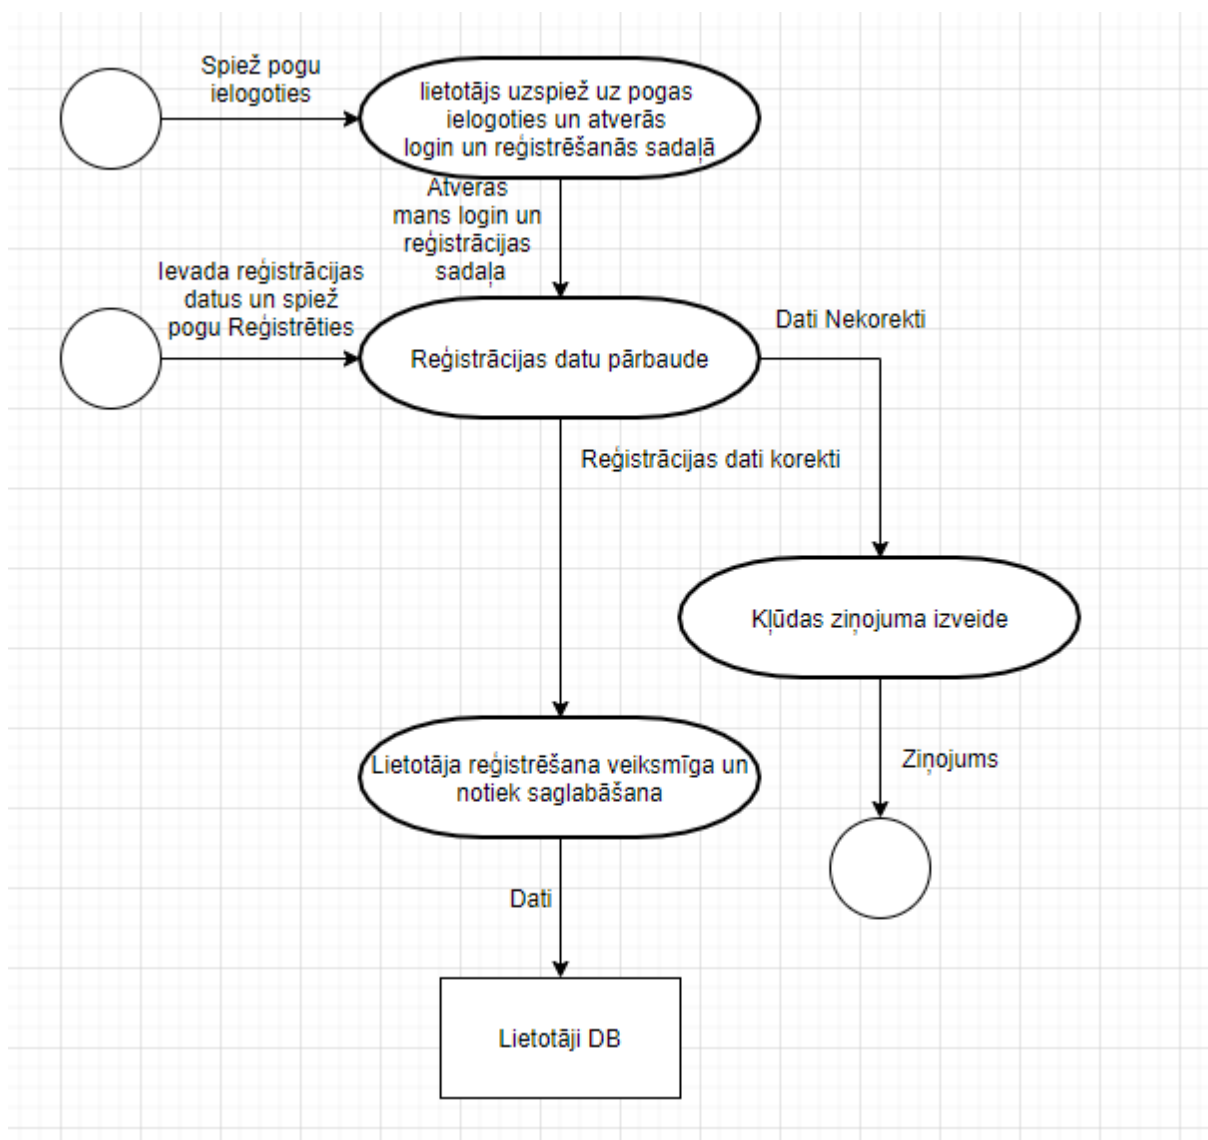 Spiež pogu
ielogoties
lietotājs uzspiež uz pogas
ielogoties un atverās
login un reģistrēšanās sadaļā
Atveras
mans login un
reģistrācijas
sadaļa
Ievada reģistrācijas
datus un spiež
pogu Reģistrēties
Reģistrācijas datu pārbaude
Dati Nekorekti
Reģistrācijas dati korekti
Kļūdas ziņojuma izveide
Lietotāja reģistrēšana veiksmīga un
notiek saglabāšana
Ziņojums
Dati
Lietotāji DB